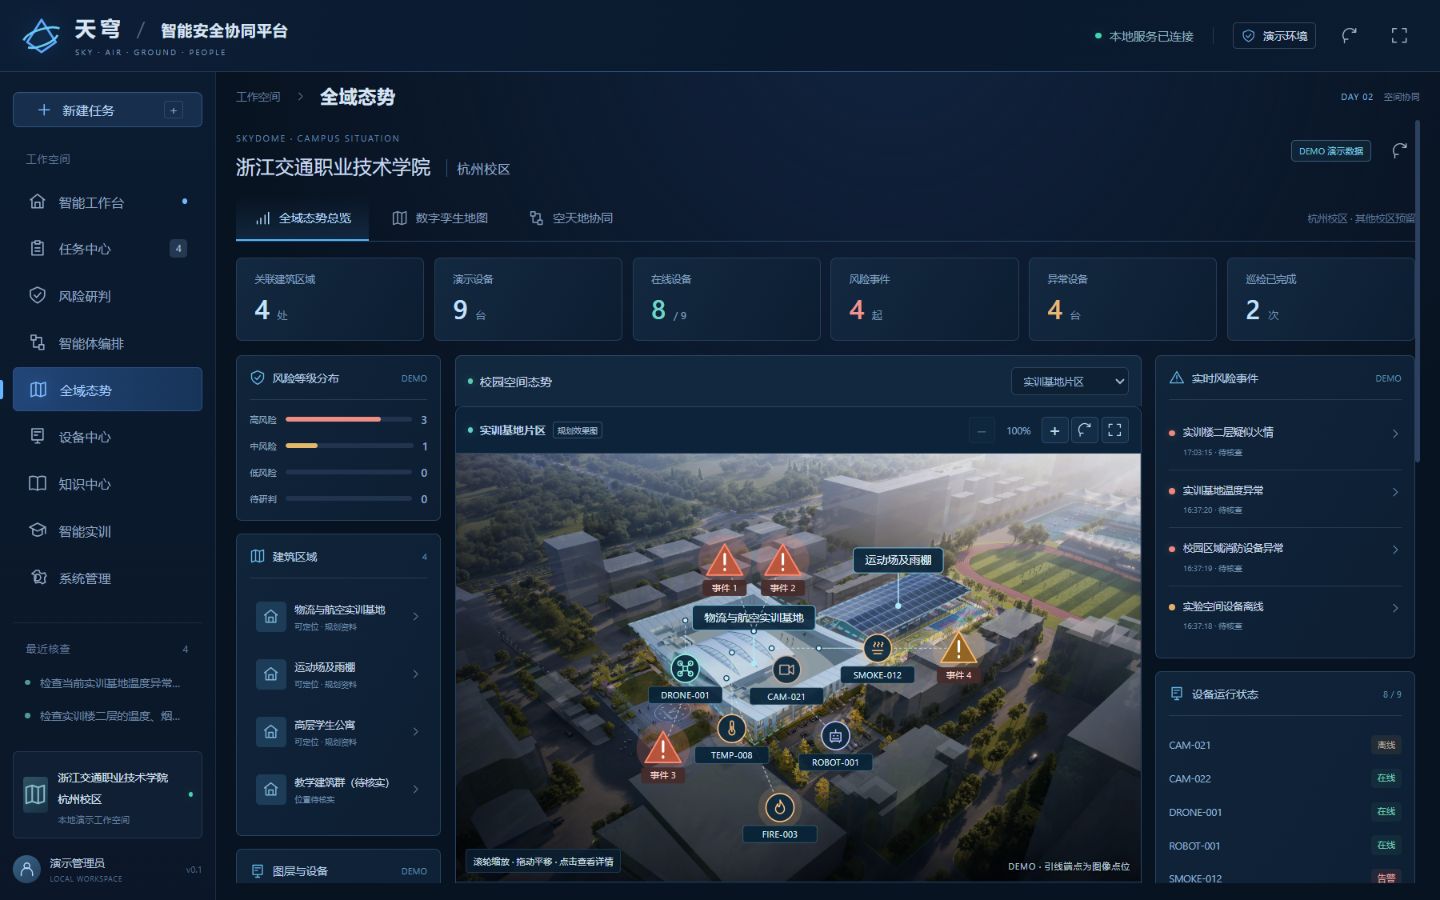 天穹 / 智能安全协同平台
SKY · AIR · GROUND · PEOPLE
本地服务已连接
演示环境
+ 新建任务 +
工作空间
智能工作台
任务中心 4
风险研判
智能体编排
全域态势
设备中心
知识中心
智能实训
系统管理
最近核查 4
检查当前实训基地温度异常...
检查实训楼二层的温度、烟...
浙江交通职业技术学院
杭州校区
本地演示工作空间
演示管理员
LOCAL WORKSPACE
v0.1
工作空间 > 全域态势
DAY 02 空间协同
SKYDOME · CAMPUS SITUATION
浙江交通职业技术学院 | 杭州校区
DEMO 演示数据
全域态势总览
数字孪生地图
空天地协同
杭州校区 · 其他校区预留
关联建筑区域
4 处
演示设备
9 台
在线设备
8 / 9
风险事件
4 起
异常设备
4 台
巡检已完成
2 次
风险等级分布 DEMO
高风险 3
中风险 1
低风险 0
待研判 0
建筑区域 4
物流与航空实训基地
可定位 · 规划资料
运动场及雨棚
可定位 · 规划资料
高层学生公寓
可定位 · 规划资料
教学建筑群（待核实）
位置待核实
图层与设备 DEMO
校园空间态势
实训基地片区
实训基地片区 规划效果图
− 100% +
事件 1
事件 2
运动场及雨棚
物流与航空实训基地
DRONE-001
CAM-021
SMOKE-012
事件 4
TEMP-008
ROBOT-001
事件 3
FIRE-003
滚轮缩放 · 拖动平移 · 点击查看详情
DEMO · 引线端点为图像点位
实时风险事件 DEMO
实训楼二层疑似火情
17:03:15 · 待核查
实训基地温度异常
16:37:20 · 待核查
校园区域消防设备异常
16:37:19 · 待核查
实验空间设备离线
16:37:18 · 待核查
设备运行状态 8 / 9
CAM-021 离线
CAM-022 在线
DRONE-001 在线
ROBOT-001 在线
SMOKE-012 告警